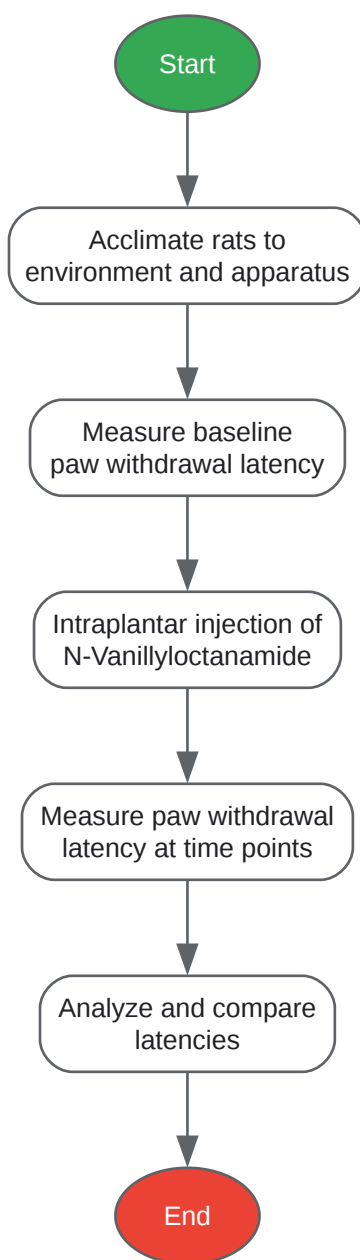 Start
Acclimate rats to
environment and apparatus
Measure baseline
paw withdrawal latency
Intraplantar injection of
N-Vanillyloctanamide
Measure paw withdrawal
latency at time points
Analyze and compare
latencies
End